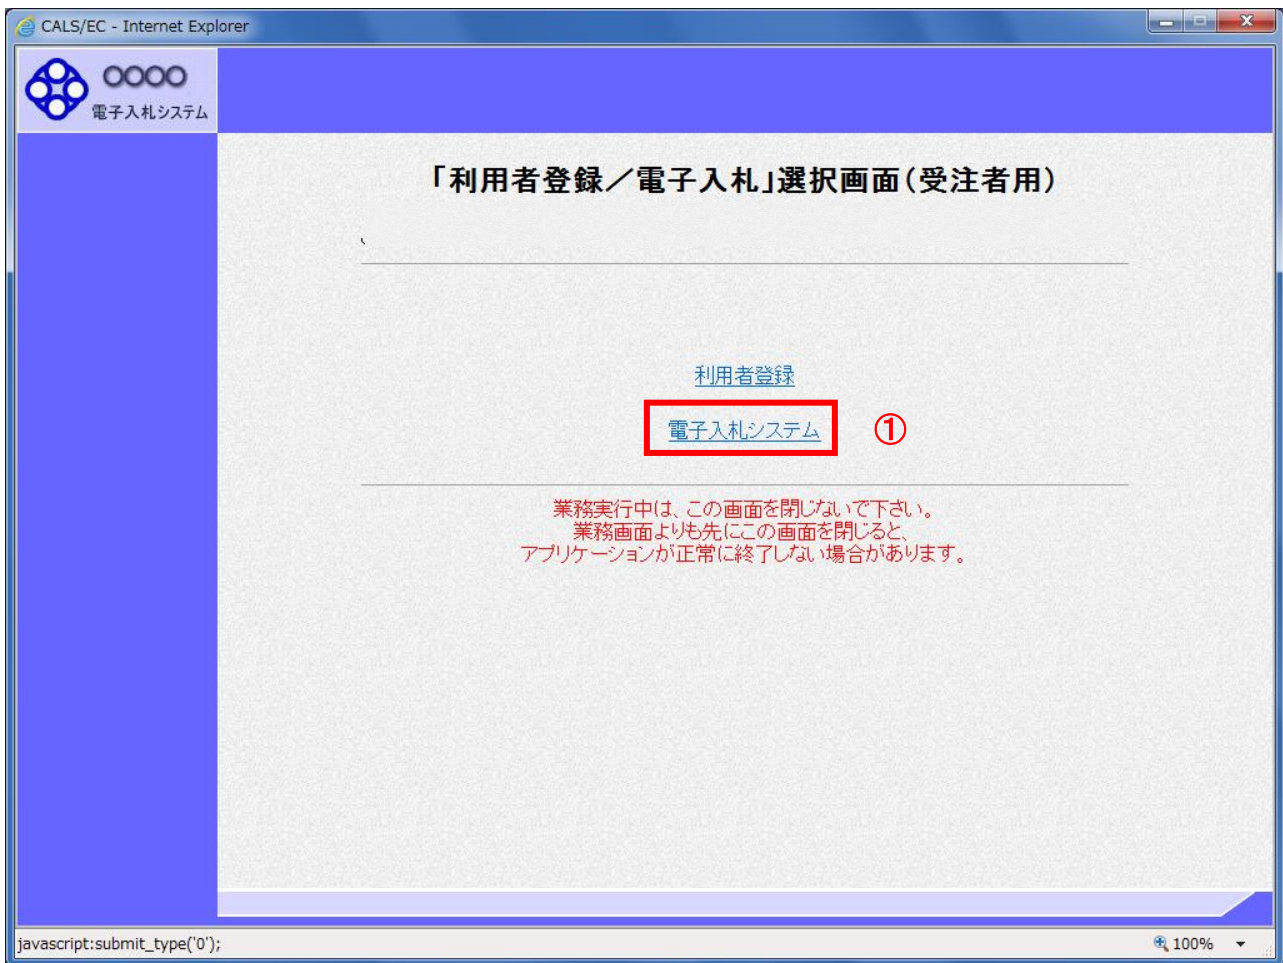 CALS/EC - Internet Explorer
○○○○
電子入札システム
「利用者登録／電子入札」選択画面（受注者用）
利用者登録
電子入札システム ①
業務実行中は、この画面を閉じないで下さい。
業務画面よりも先にこの画面を閉じると、
アプリケーションが正常に終了しない場合があります。
javascript:submit_type('0');
100%